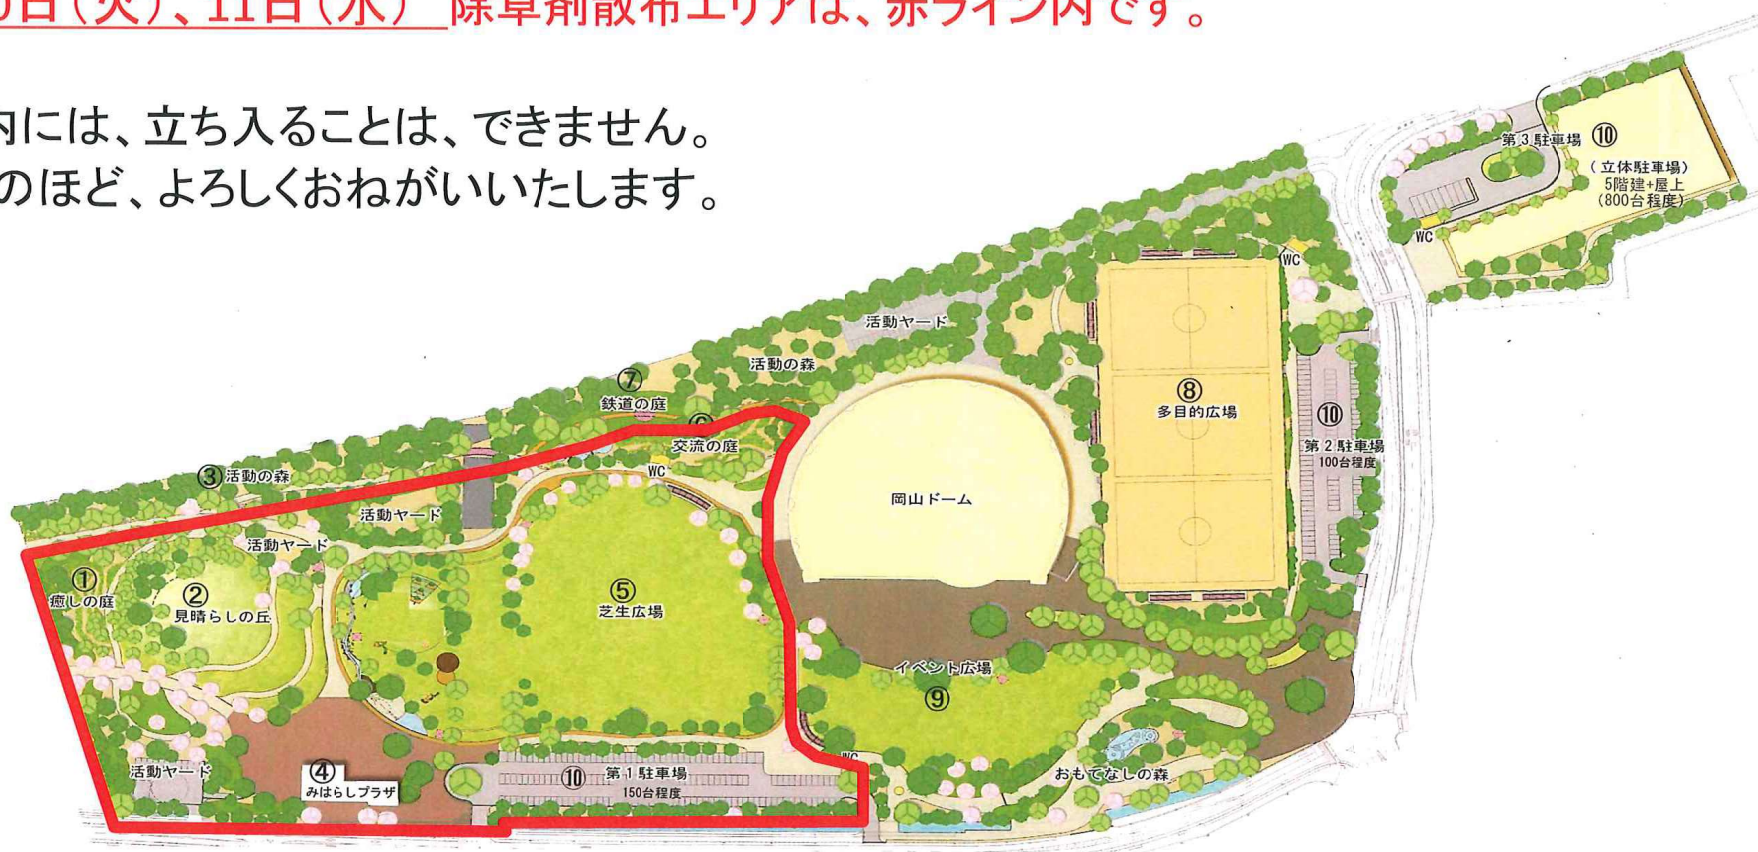 日(火)、11日(水) 除草剤散布エリアは、赤ライン内です。
内には、立ち入ることは、できません。
のほど、よろしくおねがいいたします。
第3駐車場 ⑩
(立体駐車場)
5階建+屋上
(800台程度)
WC
WC
活動ヤード
活動の森
⑦
鉄道の庭
⑧
多目的広場
⑩
第2駐車場
100台程度
交流の庭
WC
③活動の森
岡山ドーム
活動ヤード
活動ヤード
①
癒しの庭
②
見晴らしの丘
⑤
芝生広場
イベント広場
⑨
WC
活動ヤード
④
みはらしプラザ
⑩ 第1駐車場
150台程度
おもてなしの森